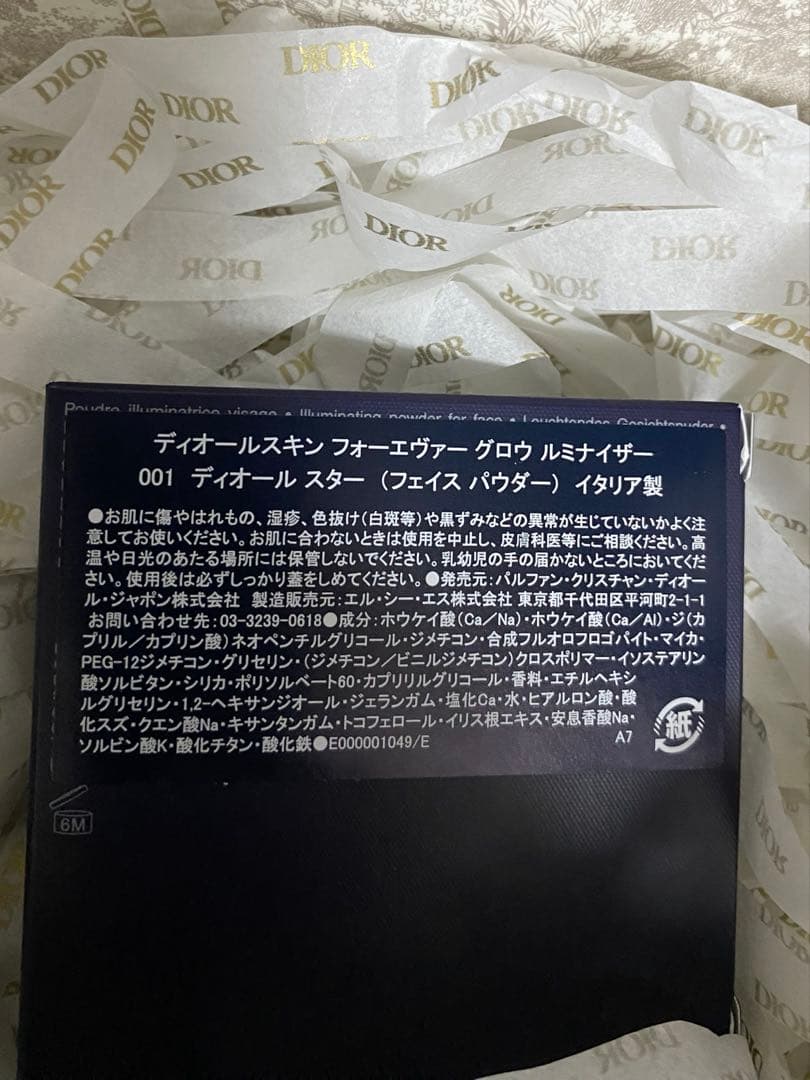 DIOR
DIOR
DIOR
DIOR
DIOR
DIOR
DIOR
DIOR
DIOR
DIOR
DIOR
DIOR
Poudre illuminatrice visage • Illuminating powder for face • Leuchtendes Gesichtspuder •
ディオールスキン フォーエヴァー グロウ ルミナイザー
001 ディオール スター (フェイス パウダー) イタリア製
●お肌に傷やはれもの、湿疹、色抜け(白斑等)や黒ずみなどの異常が生じていないかよく注
意してお使いください。お肌に合わないときは使用を中止し、皮膚科医等にご相談ください。高
温や日光のあたる場所には保管しないでください。乳幼児の手の届かないところにおいてくだ
さい。使用後は必ずしっかり蓋をしめてください。●発売元:パルファン・クリスチャン・ディオー
ル・ジャポン株式会社 製造販売元:エル・シー・エス株式会社 東京都千代田区平河町2-1-1
お問い合わせ先:03-3239-0618●成分:ホウケイ酸(Ca/Na)・ホウケイ酸(Ca/Al)・ジ(カ
プリル/カプリン酸)ネオペンチルグリコール・ジメチコン・合成フルオロフロゴパイト・マイカ・
PEG-12ジメチコン・グリセリン・(ジメチコン/ビニルジメチコン)クロスポリマー・イソステアリン
酸ソルビタン・シリカ・ポリソルベート60・カプリリルグリコール・香料・エチルヘキシ
ルグリセリン・1,2-ヘキサンジオール・ジェランガム・塩化Ca・水・ヒアルロン酸・酸
化スズ・クエン酸Na・キサンタンガム・トコフェロール・イリス根エキス・安息香酸Na・
ソルビン酸K・酸化チタン・酸化鉄●E000001049/E
A7
紙
6M